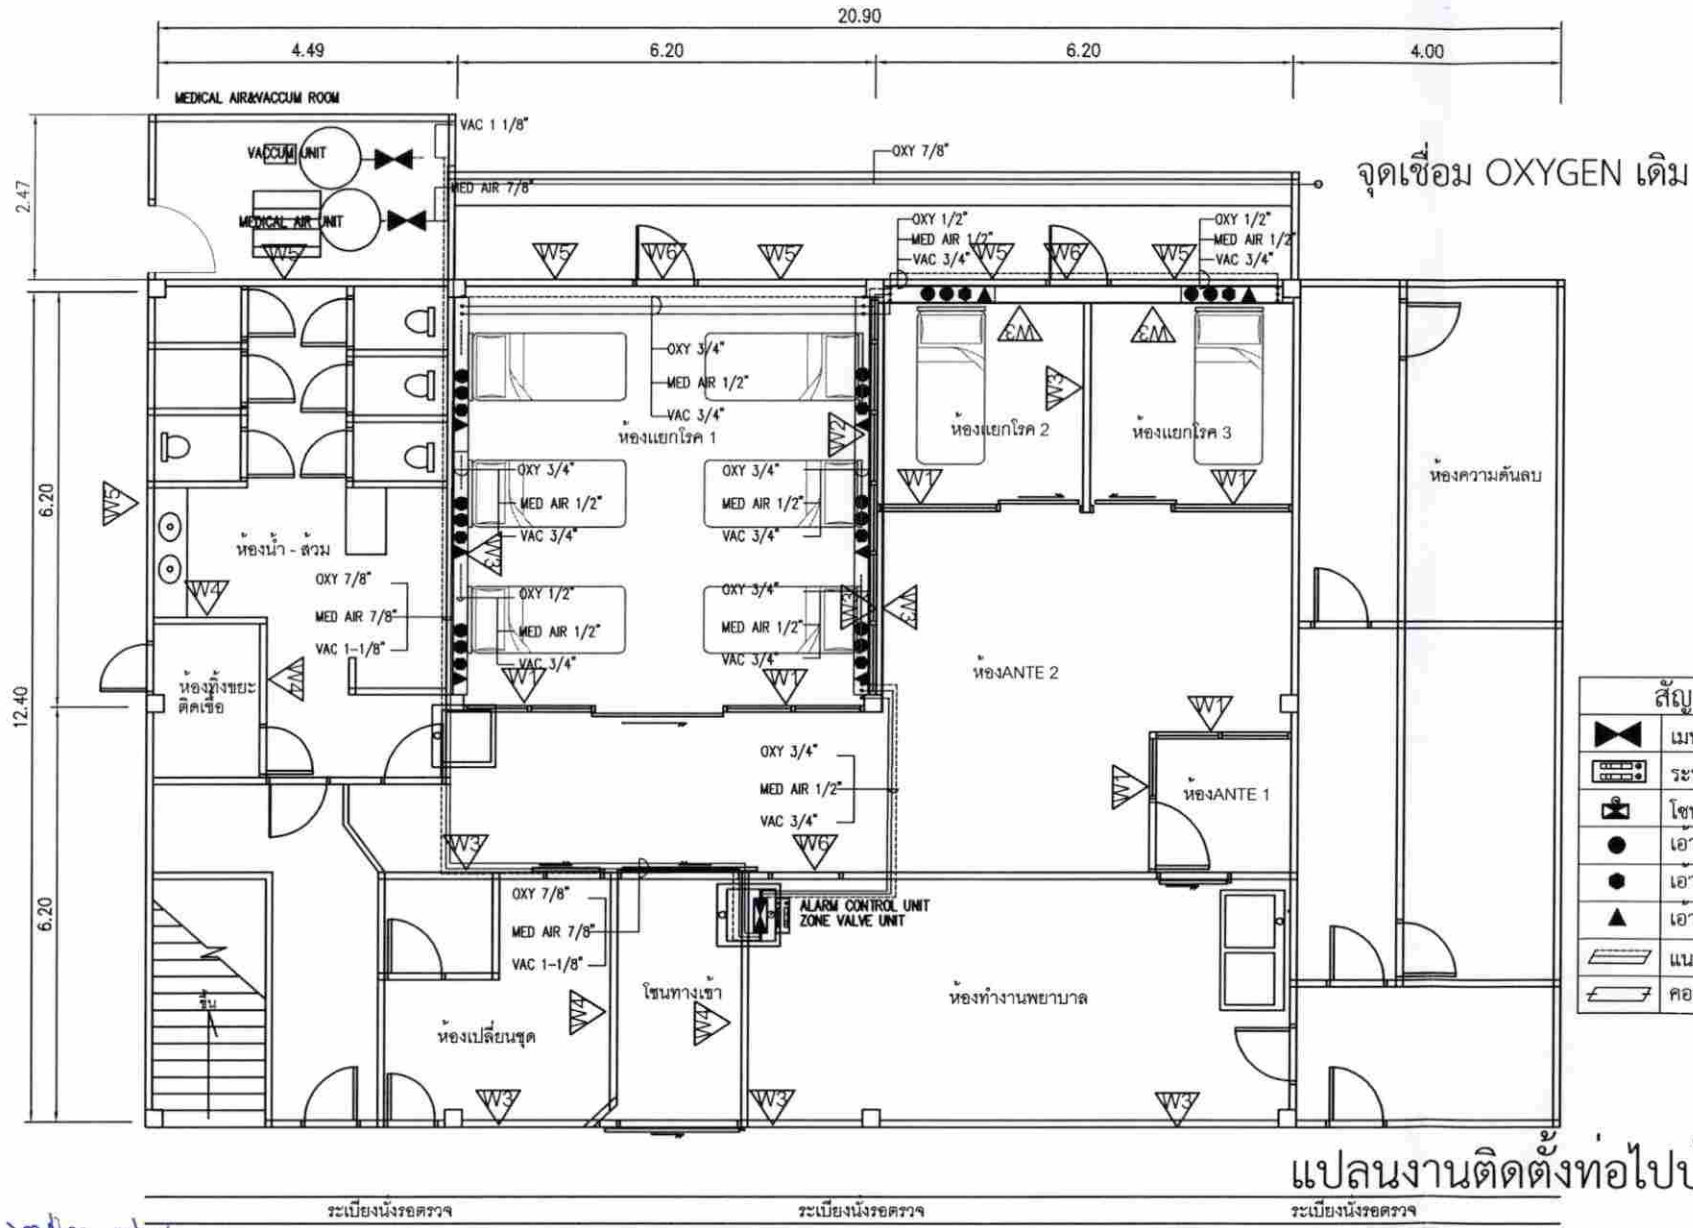 20.90
4.49
6.20
6.20
4.00
MEDICAL AIR&VACCUM ROOM
VAC 1 1/8"
VACCUM UNIT
OXY 7/8"
จุดเชื่อม OXYGEN เดิม
2.47
MED AIR 7/8"
MEDICAL AIR UNIT
OXY 1/2"
MED AIR 1/2"
VAC 3/4"
OXY 1/2"
MED AIR 1/2"
VAC 3/4"
W5
W5
W6
W5
W5
W6
W5
W3
W3
OXY 3/4"
MED AIR 1/2"
VAC 3/4"
W3
ห้องแยกโรค 1
W2
ห้องแยกโรค 2
ห้องแยกโรค 3
OXY 3/4"
MED AIR 1/2"
VAC 3/4"
OXY 3/4"
MED AIR 1/2"
VAC 3/4"
W1
W1
ห้องความดันลบ
6.20
W5
ห้องน้ำ - ส้วม
W3
W4
OXY 7/8"
MED AIR 7/8"
VAC 1-1/8"
OXY 1/2"
MED AIR 1/2"
VAC 3/4"
OXY 3/4"
MED AIR 1/2"
VAC 3/4"
W3
W3
12.40
ห้องทิ้งขยะ
ติดเชื้อ
W4
W1
W1
ห้องANTE 2
W1
OXY 3/4"
MED AIR 1/2"
VAC 3/4"
W1
ห้องANTE 1
W3
W6
6.20
OXY 7/8"
MED AIR 7/8"
VAC 1-1/8"
ALARM CONTROL UNIT
ZONE VALVE UNIT
ขึ้น
ห้องเปลี่ยนชุด
W4
โซนทางเข้า
W4
ห้องทำงานพยาบาล
W3
W3
W3
แปลนงานติดตั้งท่อไปป
ระเบียงนั่งรอตรวจ
ระเบียงนั่งรอตรวจ
ระเบียงนั่งรอตรวจ